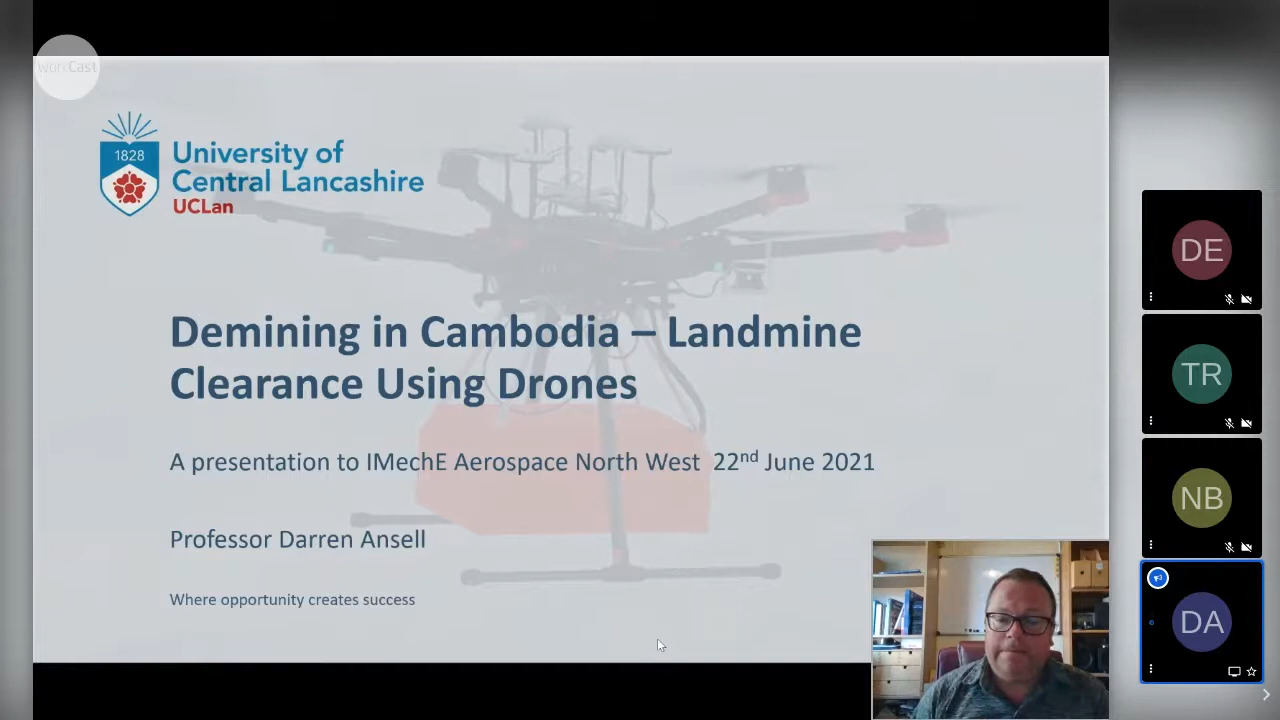 workCast
1828
University of
Central Lancashire
UCLan
Demining in Cambodia – Landmine
Clearance Using Drones
A presentation to IMechE Aerospace North West 22nd June 2021
Professor Darren Ansell
Where opportunity creates success
DE
TR
NB
DA